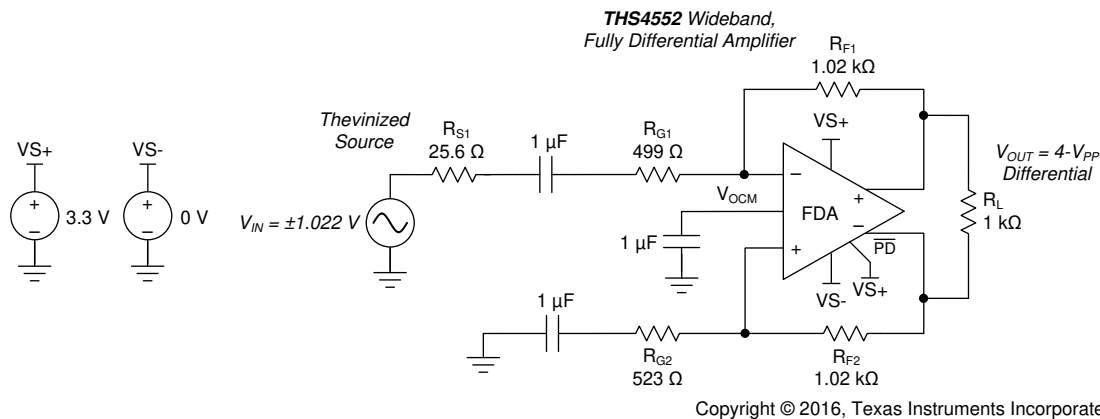 THS4552 Wideband,
Fully Differential Amplifier
RF1
1.02 kΩ
Thevinized
Source
RS1
25.6 Ω
1 µF
RG1
499 Ω
VS+
VS-
3.3 V
0 V
VIN = ±1.022 V
VS+
VOCM
−
+
FDA
+
−
PD
VS+
VS-
1 µF
VOUT = 4-VPP
Differential
RL
1 kΩ
1 µF
RG2
523 Ω
RF2
1.02 kΩ
+
−
+
−
Copyright © 2016, Texas Instruments Incorporate